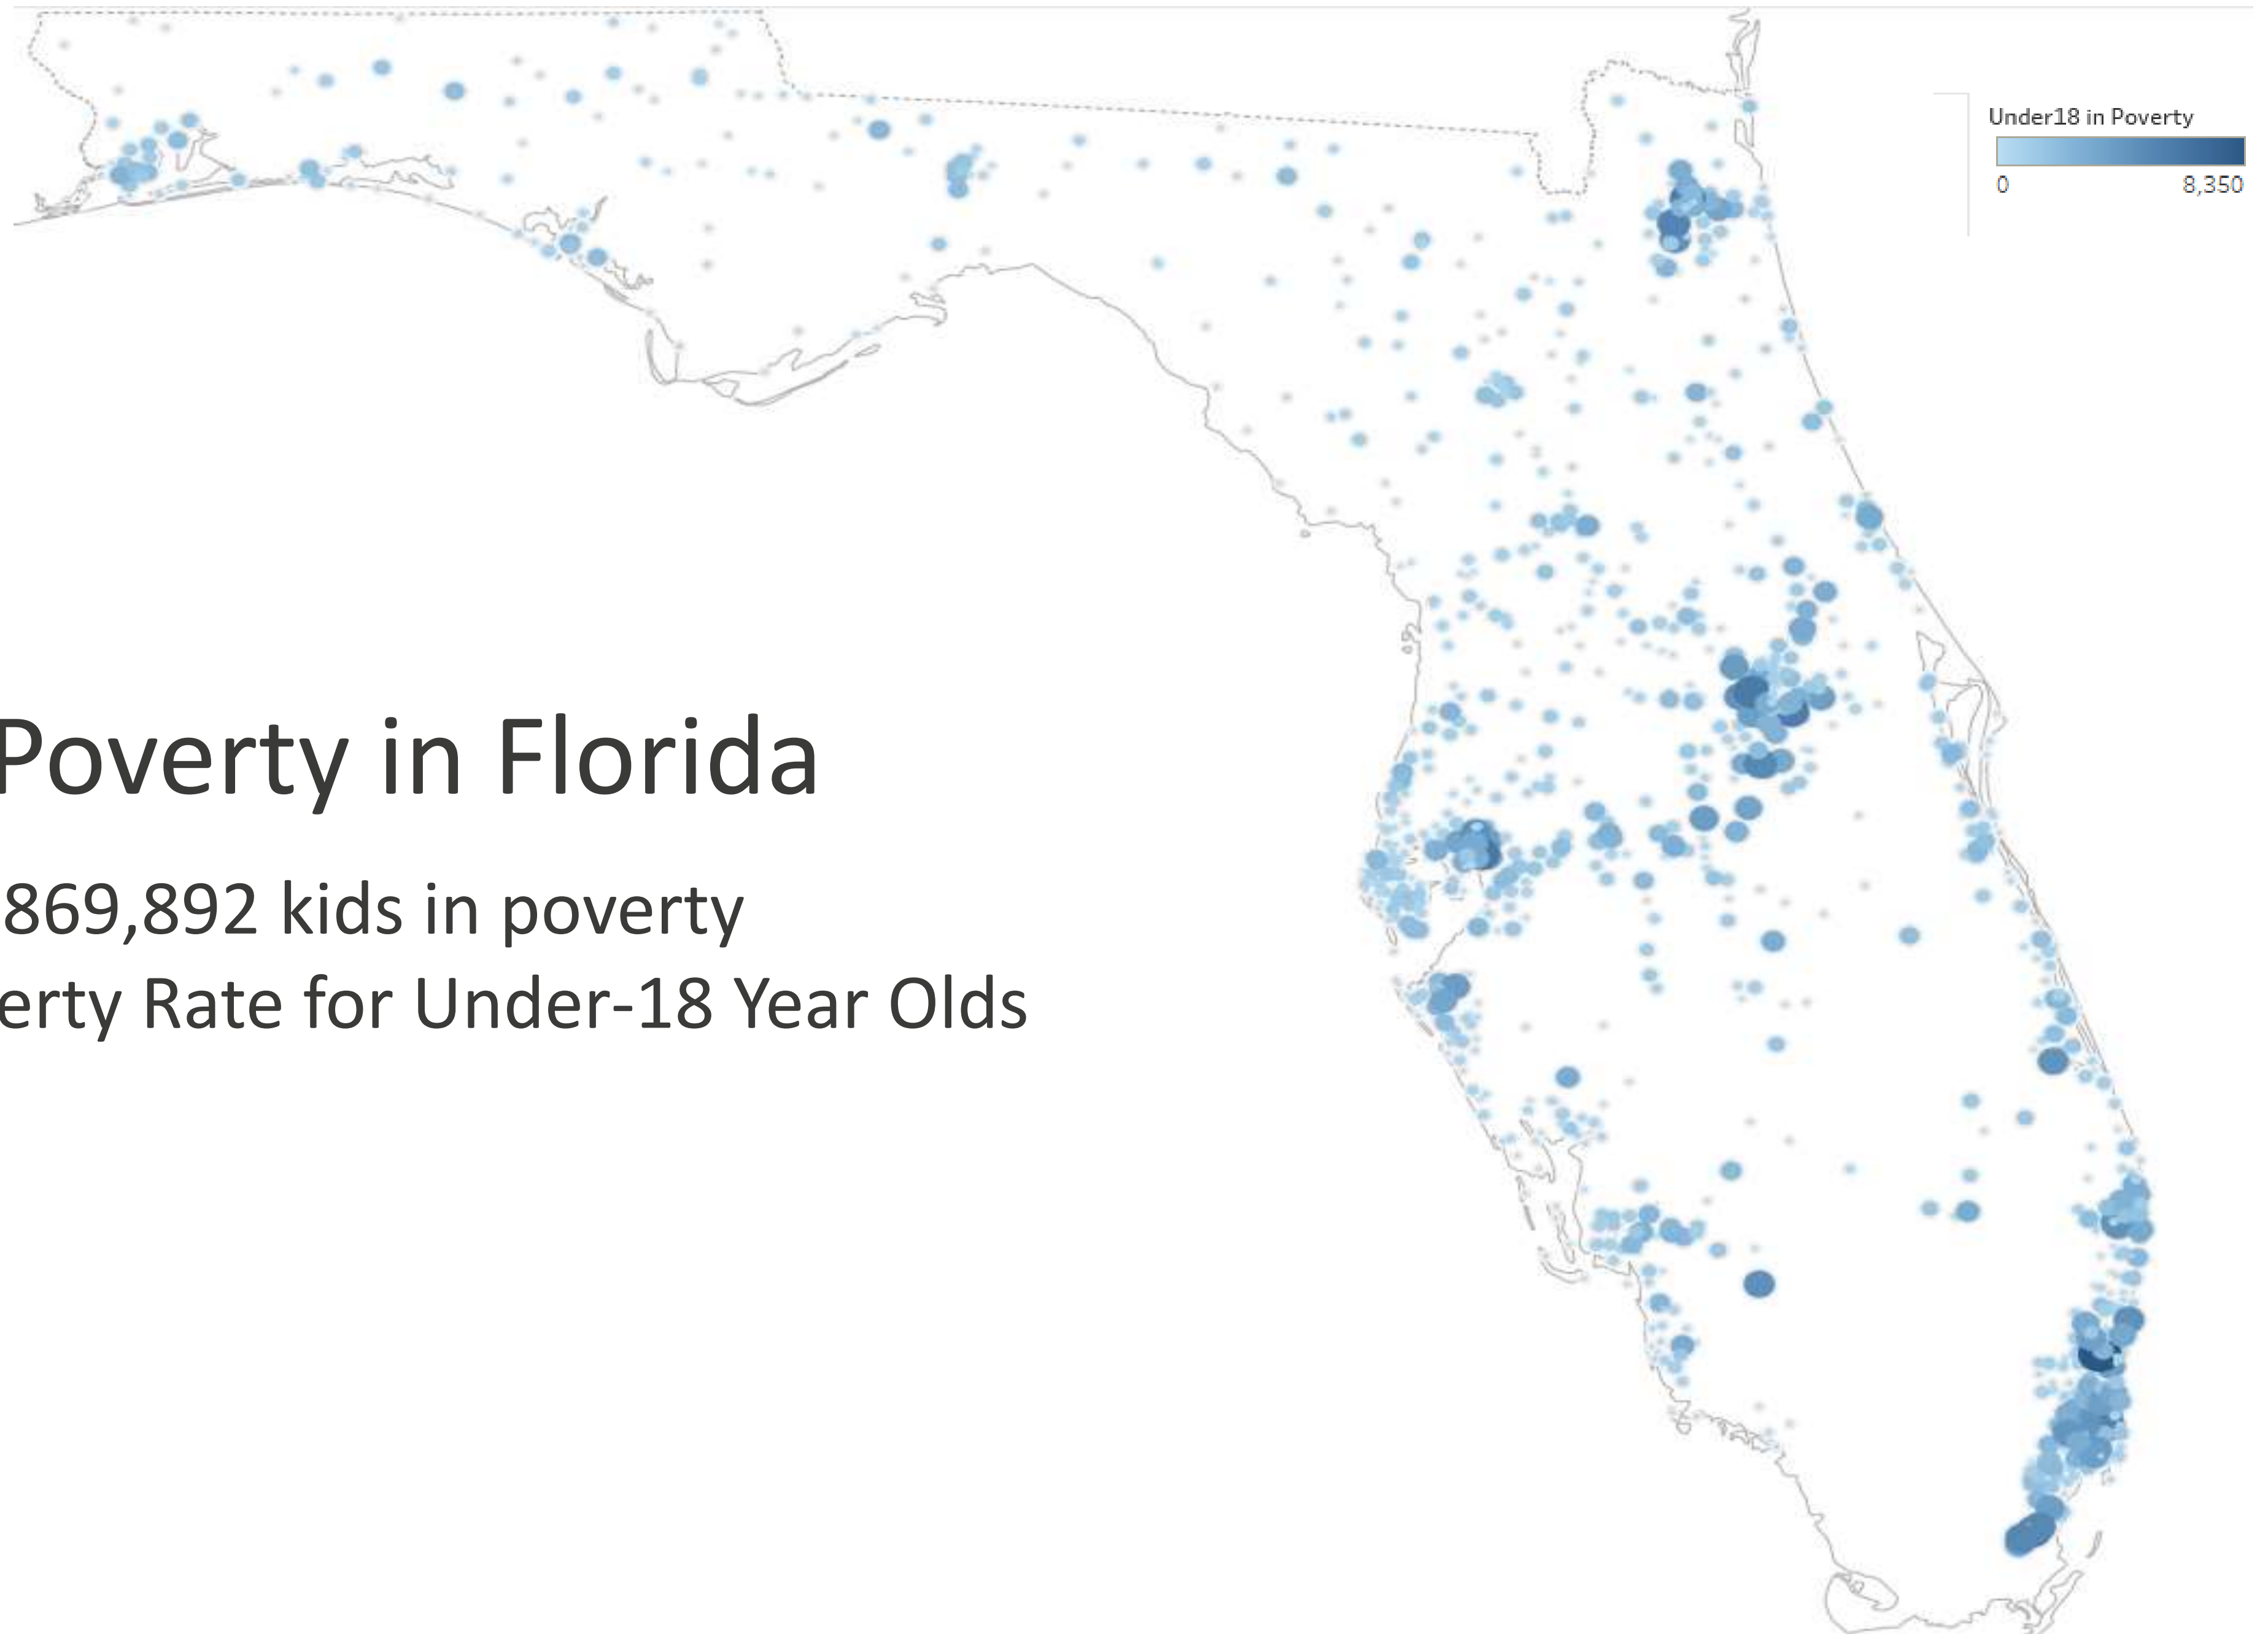 Under18 in Poverty
0 8,350
Poverty in Florida
869,892 kids in poverty
erty Rate for Under-18 Year Olds